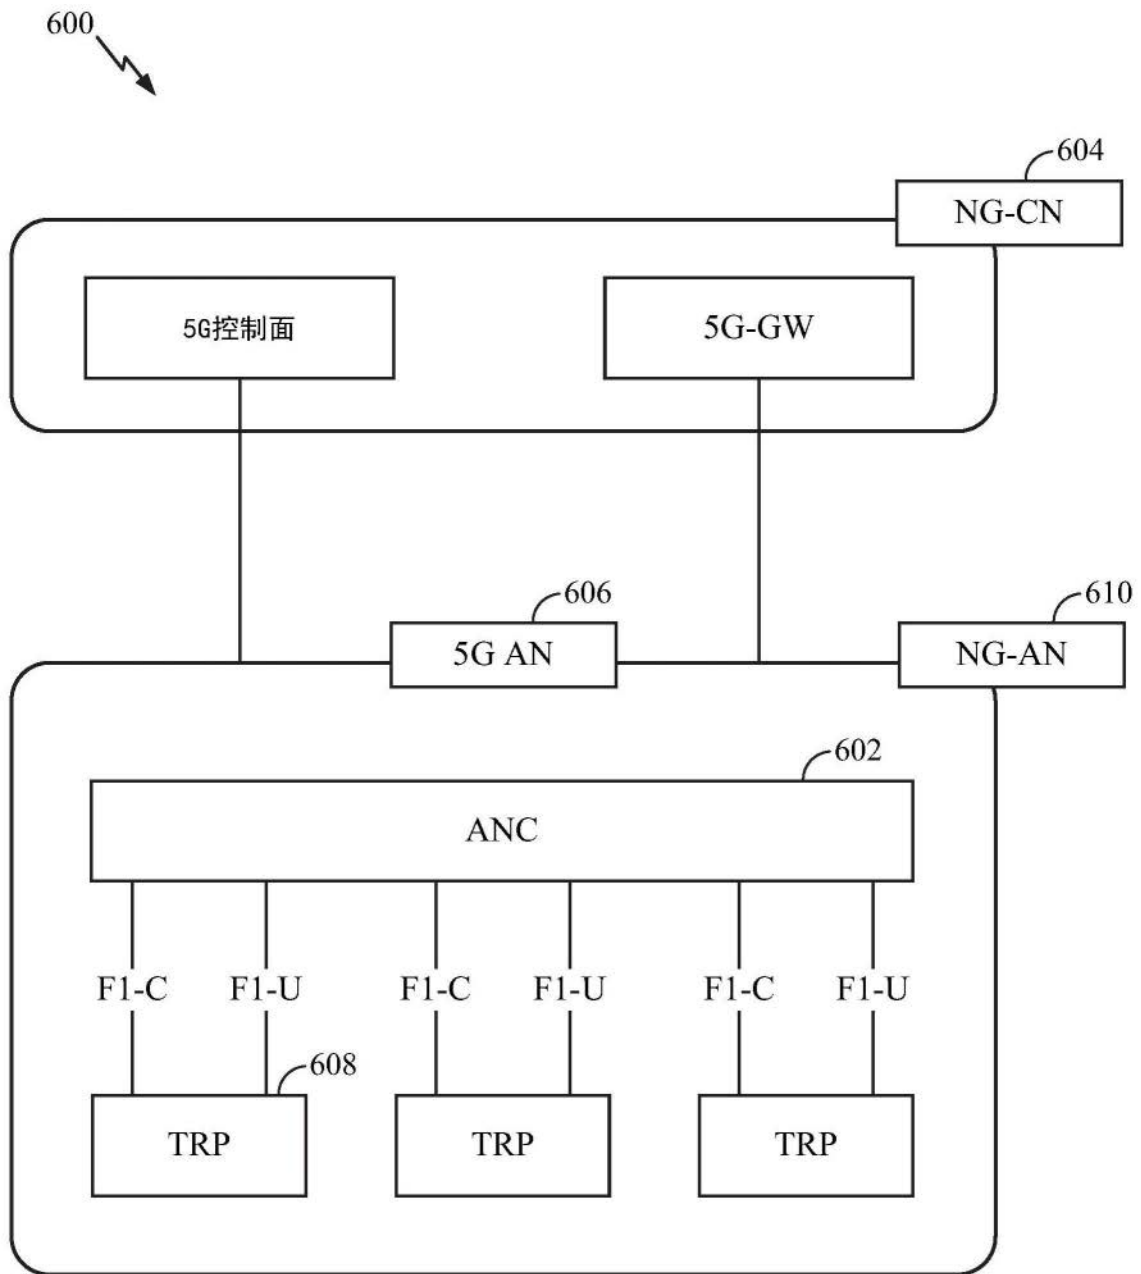 600
604
NG-CN
5G控制面
5G-GW
606
610
5G AN
NG-AN
602
ANC
F1-C
F1-U
F1-C
F1-U
F1-C
F1-U
608
TRP
TRP
TRP